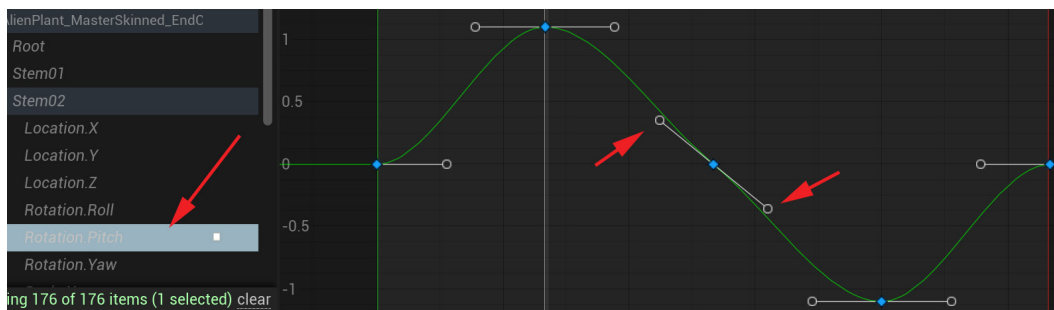 AlienPlant_MasterSkinned_EndC
Root
Stem01
Stem02
Location.X
Location.Y
Location.Z
Rotation.Roll
Rotation.Pitch
Rotation.Yaw
ing 176 of 176 items (1 selected) clear
1
0.5
0
-0.5
-1